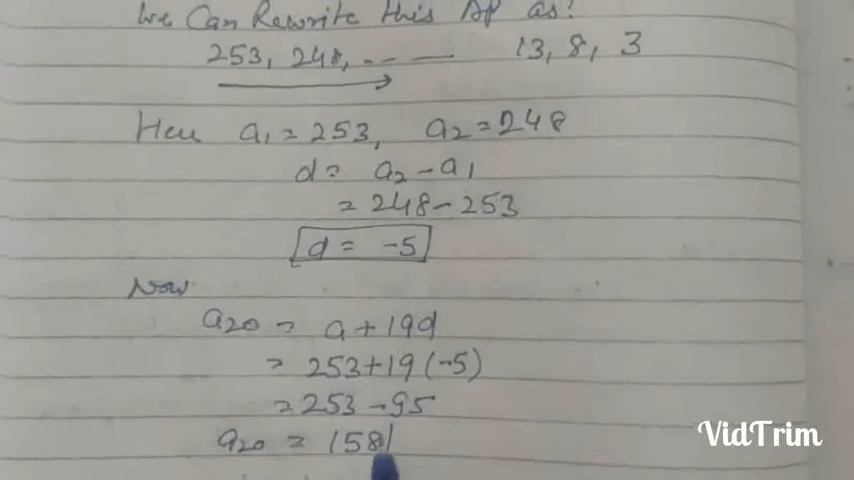 We Can Rewrite this AP as:
253, 248, ... — 13, 8, 3
Here a₁ = 253, a₂ = 248
d = a₂ - a₁
= 248 - 253
d = -5
Now
a₂₀ = a + 19d
= 253 + 19 (-5)
= 253 - 95
a₂₀ = 158
VidTrim